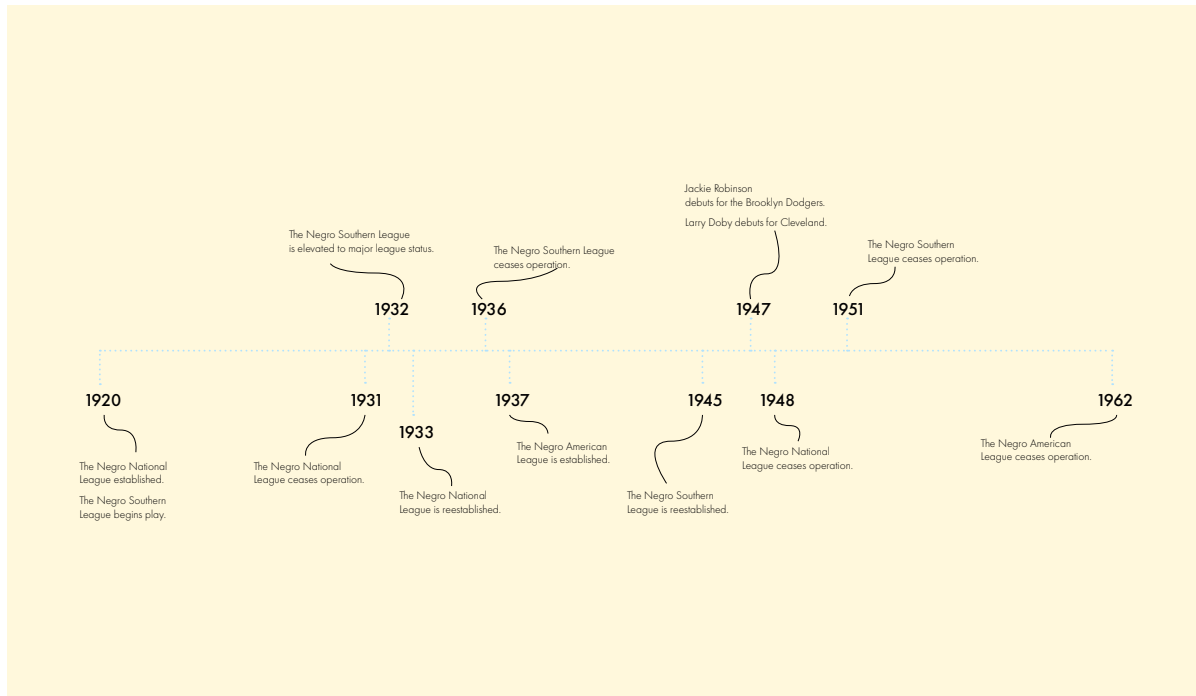 Jackie Robinson
debuts for the Brooklyn Dodgers.
Larry Doby debuts for Cleveland.
The Negro Southern League
is elevated to major league status.
The Negro Southern League
ceases operation.
The Negro Southern
League ceases operation.
1932
1936
1947
1951
1920
1931
1933
1937
1945
1948
1962
The Negro National
League established.
The Negro Southern
League begins play.
The Negro National
League ceases operation.
The Negro National
League is reestablished.
The Negro American
League is established.
The Negro Southern
League is reestablished.
The Negro National
League ceases operation.
The Negro American
League ceases operation.